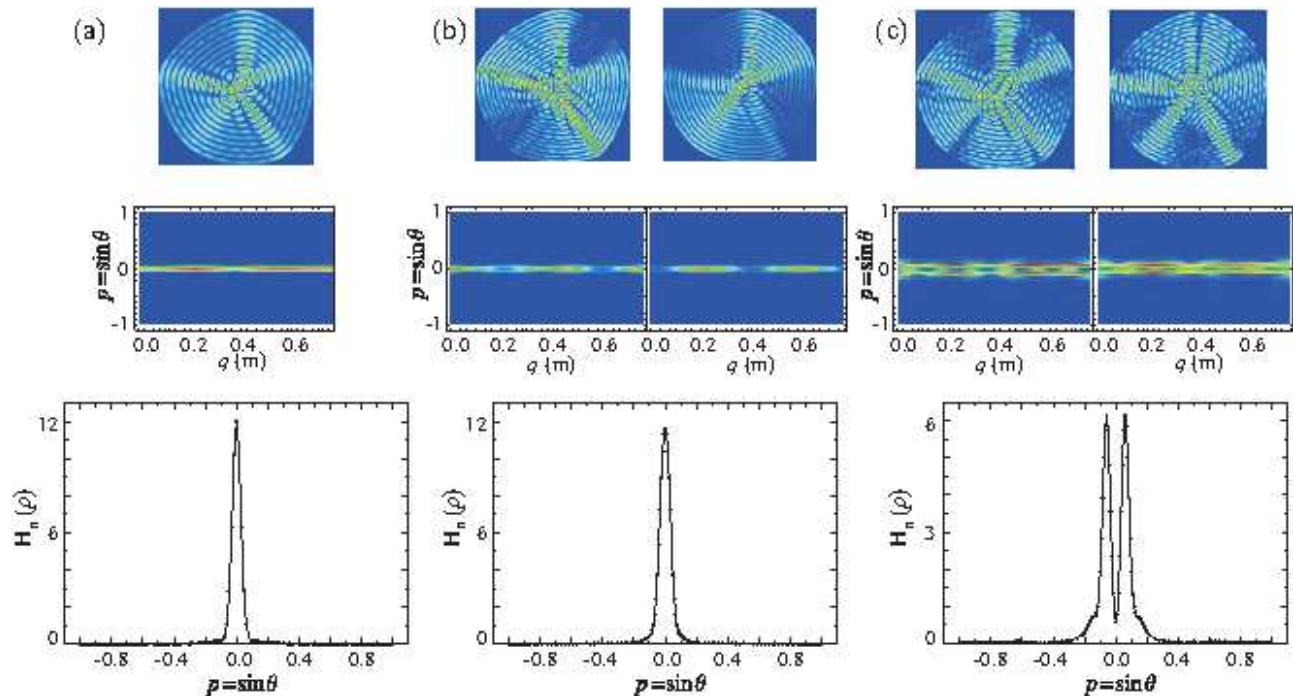 (a) (b) (c)
1 0 -1
p=sinθ p=sinθ p=sinθ
1 0 -1
1 0 -1
0.0 0.2 0.4 0.6 0.0 0.2 0.4 0.6 0.0 0.2 0.4 0.6 0.0 0.2 0.4 0.6 0.0 0.2 0.4 0.6
q (m) q (m) q (m) q (m) q (m)
12 6 0
Hn (ρ)
-0.8 -0.4 0.0 0.4 0.8
p=sinθ
12 6 0
Hn (ρ)
-0.8 -0.4 0.0 0.4 0.8
p=sinθ
6 3 0
Hn (ρ)
-0.8 -0.4 0.0 0.4 0.8
p=sinθ